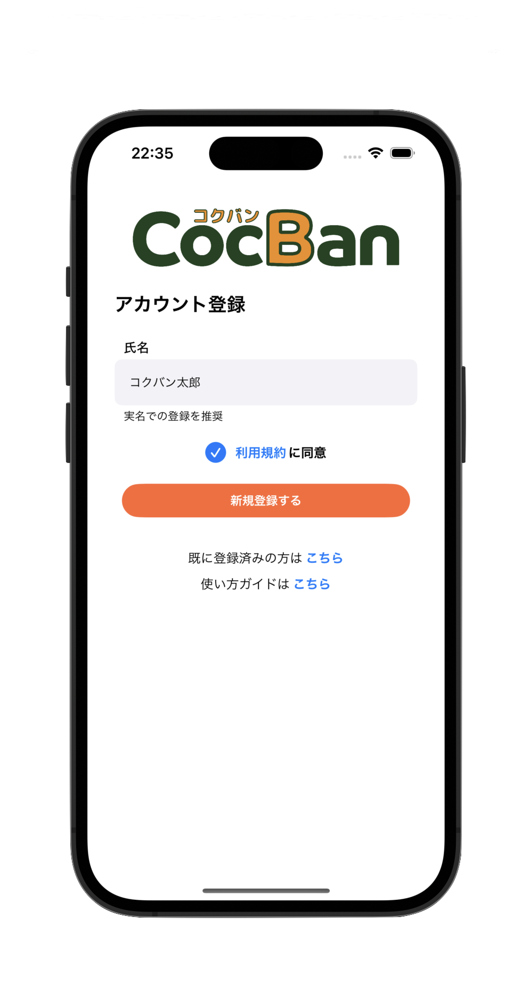 22:35
コクバン
CocBan
アカウント登録
氏名
コクバン太郎
実名での登録を推奨
利用規約に同意
新規登録する
既に登録済みの方は こちら
使い方ガイドは こちら